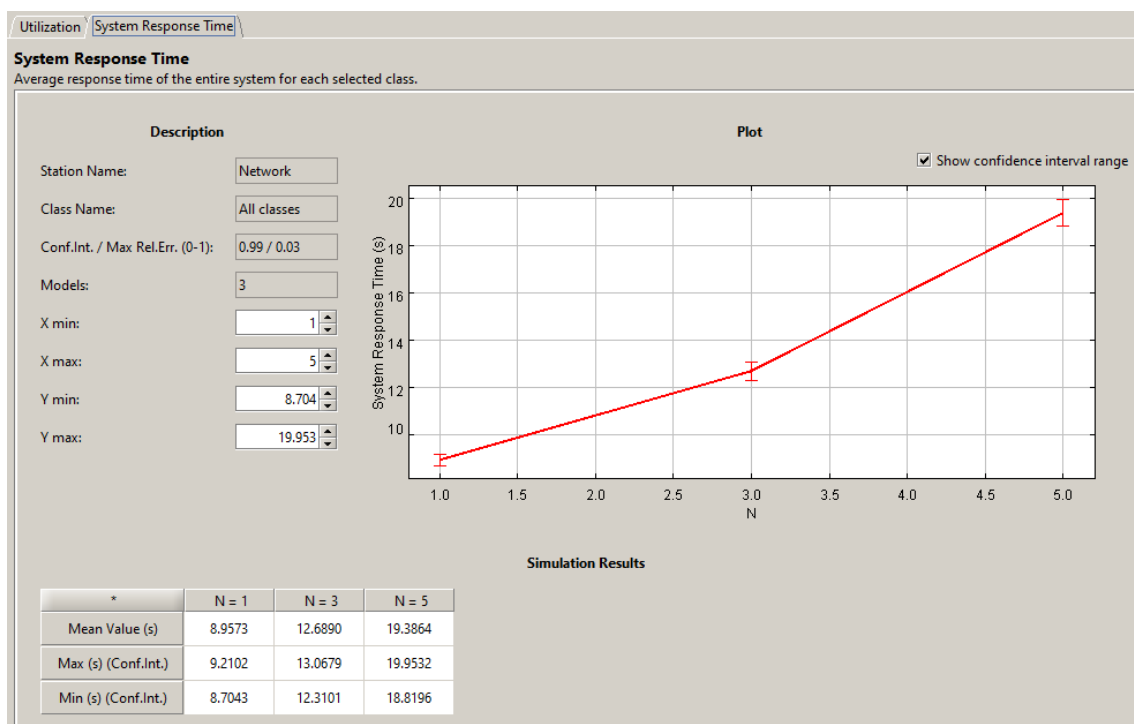 Utilization System Response Time
System Response Time
Average response time of the entire system for each selected class.
Description
Station Name: Network
Class Name: All classes
Conf.Int. / Max Rel.Err. (0-1): 0.99 / 0.03
Models: 3
X min: 1
X max: 5
Y min: 8.704
Y max: 19.953
Plot
Show confidence interval range
System Response Time (s)
20
18
16
14
12
10
1.0 1.5 2.0 2.5 3.0 3.5 4.0 4.5 5.0
N
Simulation Results
* N = 1 N = 3 N = 5
Mean Value (s) 8.9573 12.6890 19.3864
Max (s) (Conf.Int.) 9.2102 13.0679 19.9532
Min (s) (Conf.Int.) 8.7043 12.3101 18.8196